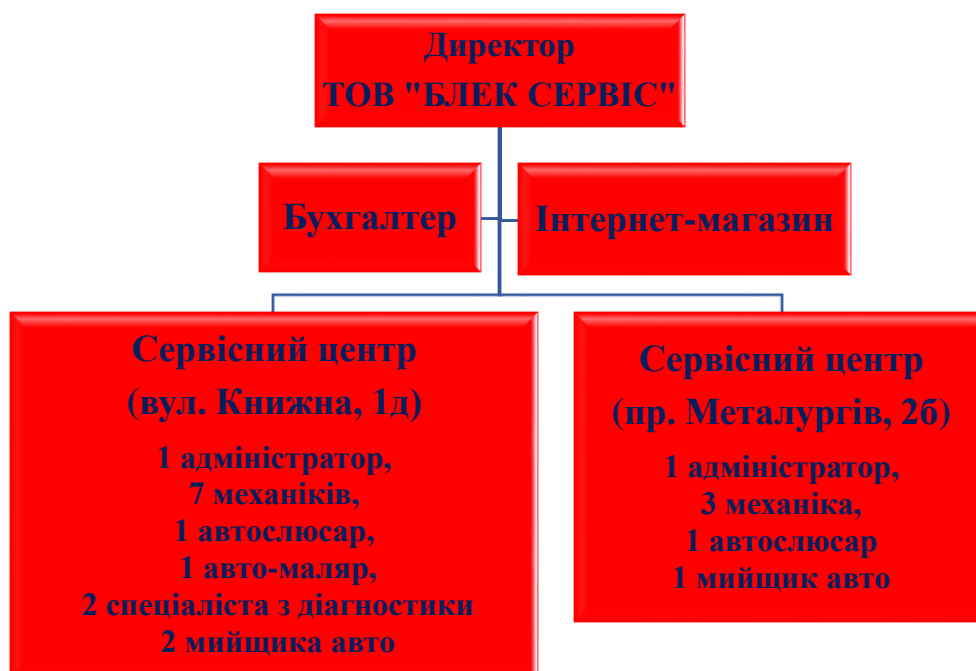 Директор
ТОВ "БЛЕК СЕРВІС"
Бухгалтер
Інтернет-магазин
Сервісний центр
(вул. Книжна, 1д)
1 адміністратор,
7 механіків,
1 автослюсар,
1 авто-маляр,
2 спеціаліста з діагностики
2 мийщика авто
Сервісний центр
(пр. Металургів, 2б)
1 адміністратор,
3 механіка,
1 автослюсар
1 мийщик авто